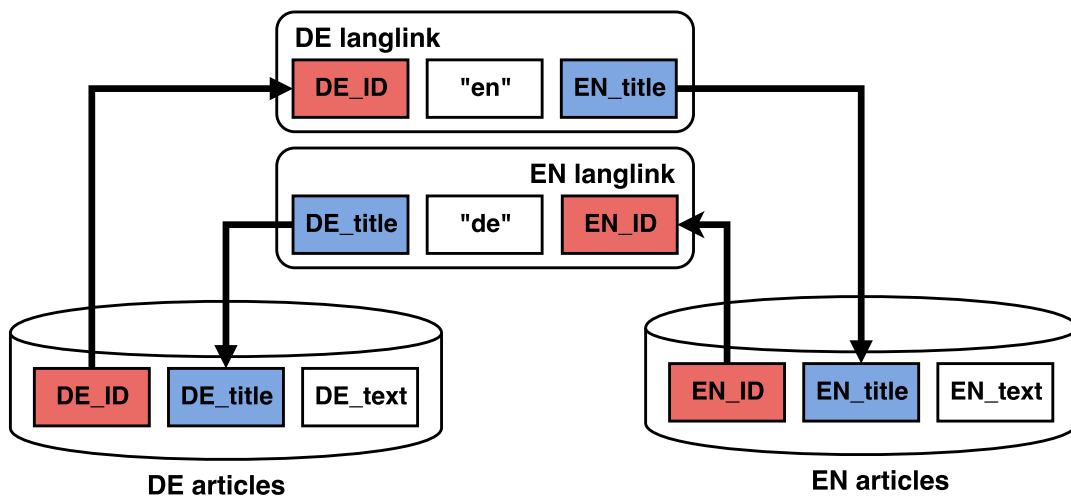 DE langlink
DE_ID "en" EN_title
EN langlink
DE_title "de" EN_ID
DE_ID DE_title DE_text
EN_ID EN_title EN_text
DE articles
EN articles